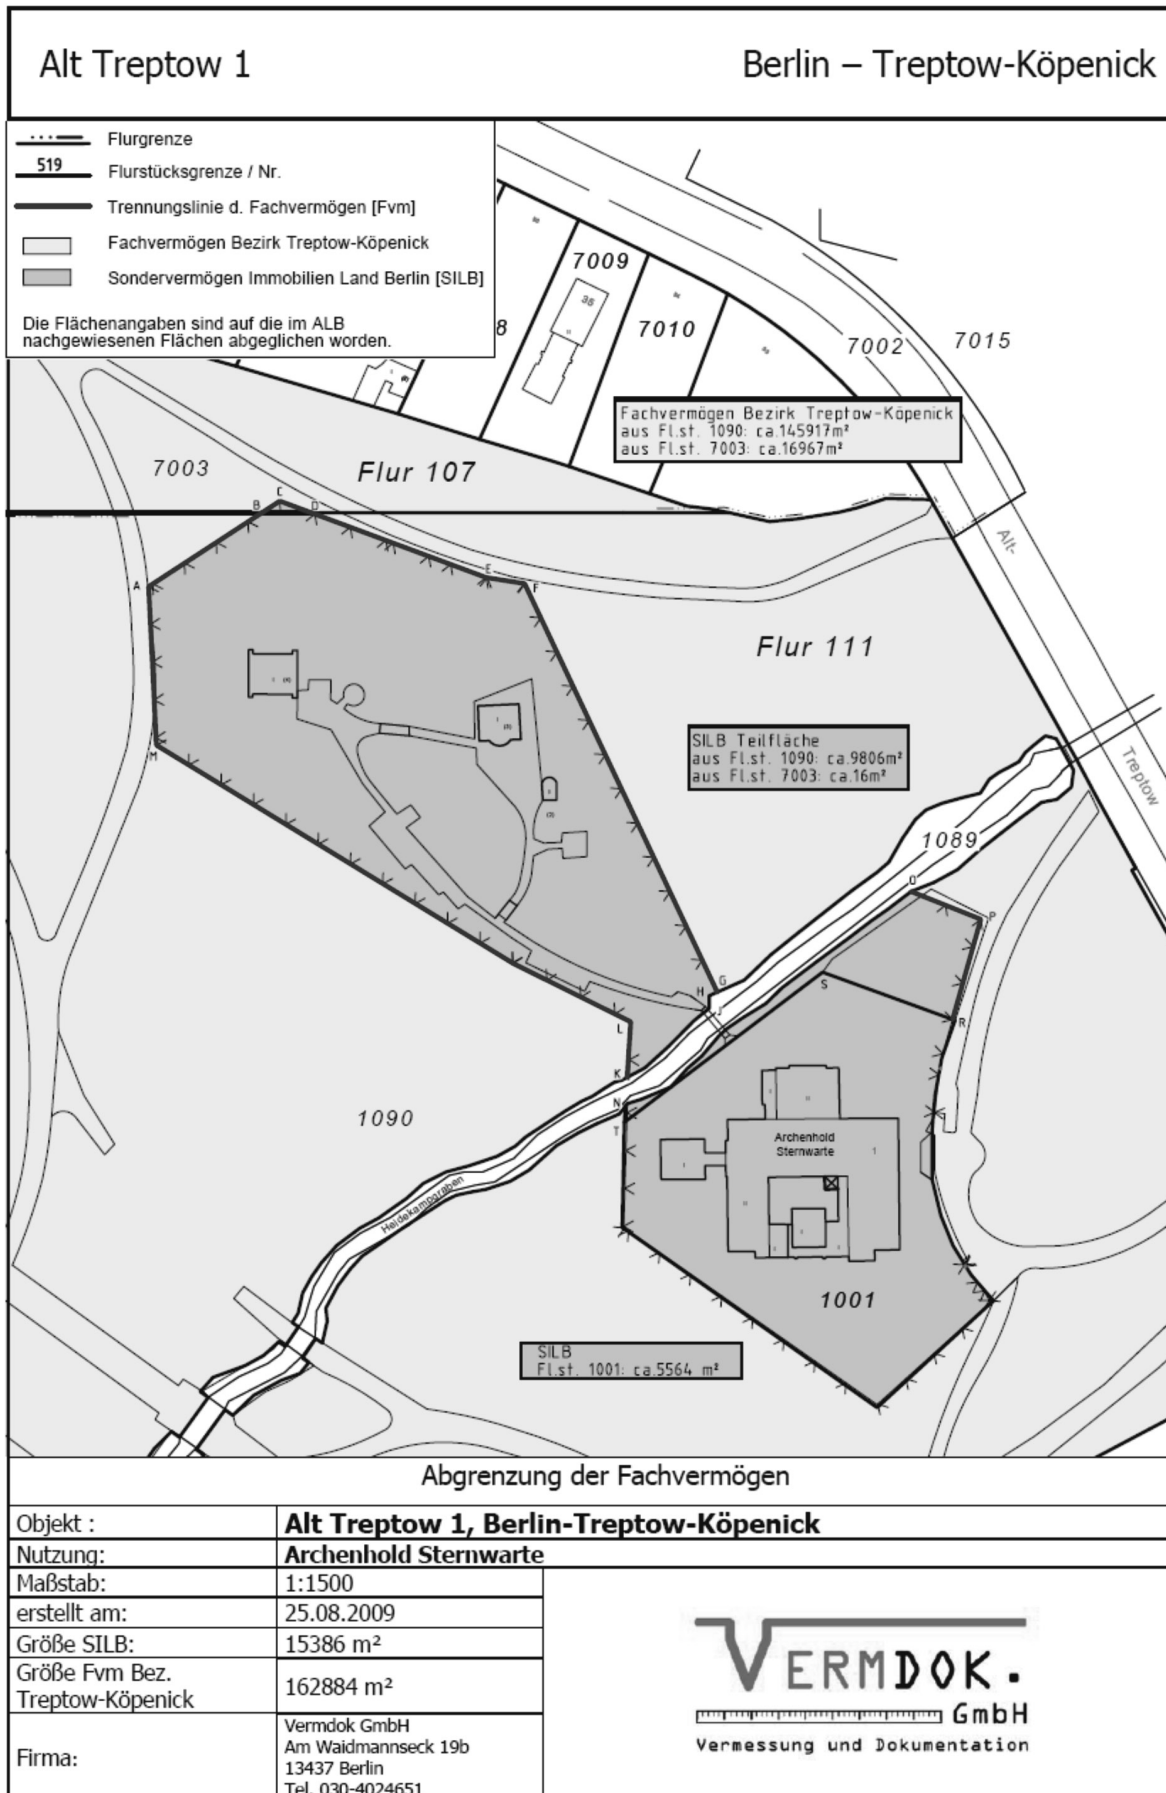 Alt Treptow 1
Berlin – Treptow-Köpenick
Flurgrenze
519
Flurstücksgrenze / Nr.
Trennungslinie d. Fachvermögen [Fvm]
Fachvermögen Bezirk Treptow-Köpenick
Sondervermögen Immobilien Land Berlin [SILB]
Die Flächenangaben sind auf die im ALB
nachgewiesenen Flächen abgeglichen worden.
8
7009
35
7010
7002
7015
Fachvermögen Bezirk Treptow-Köpenick
aus Fl.st. 1090: ca.145917m²
aus Fl.st. 7003: ca.16967m²
7003
Flur 107
B
C
D
Alt-
A
E
F
Flur 111
SILB Teilfläche
aus Fl.st. 1090: ca.9806m²
aus Fl.st. 7003: ca.16m²
M
Treptow
1089
O
P
G
H
J
S
R
L
K
N
T
1090
Archenhold
Sternwarte
Heidekampgraben
1001
SILB
Fl.st. 1001: ca.5564 m²
Abgrenzung der Fachvermögen
Objekt :
Alt Treptow 1, Berlin-Treptow-Köpenick
Nutzung:
Archenhold Sternwarte
Maßstab:
1:1500
erstellt am:
25.08.2009
Größe SILB:
15386 m²
Größe Fvm Bez.
Treptow-Köpenick
162884 m²
Firma:
Vermdok GmbH
Am Waidmannseck 19b
13437 Berlin
Tel. 030-4024651
VERMDOK.
GmbH
Vermessung und Dokumentation